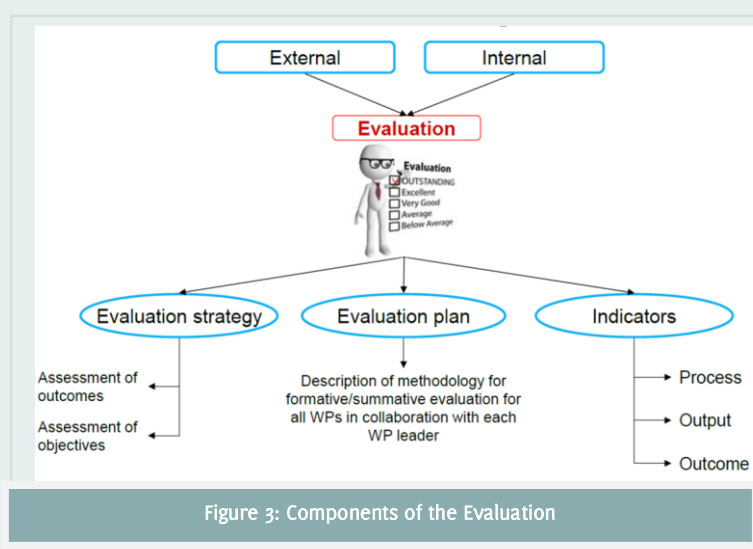 External
Internal
Evaluation
Evaluation
OUTSTANDING
Excellent
Very Good
Average
Below Average
Evaluation strategy
Evaluation plan
Indicators
Assessment of
outcomes
Assessment of
objectives
Description of methodology for
formative/summative evaluation for
all WPs in collaboration with each
WP leader
Process
Output
Outcome
Figure 3: Components of the Evaluation